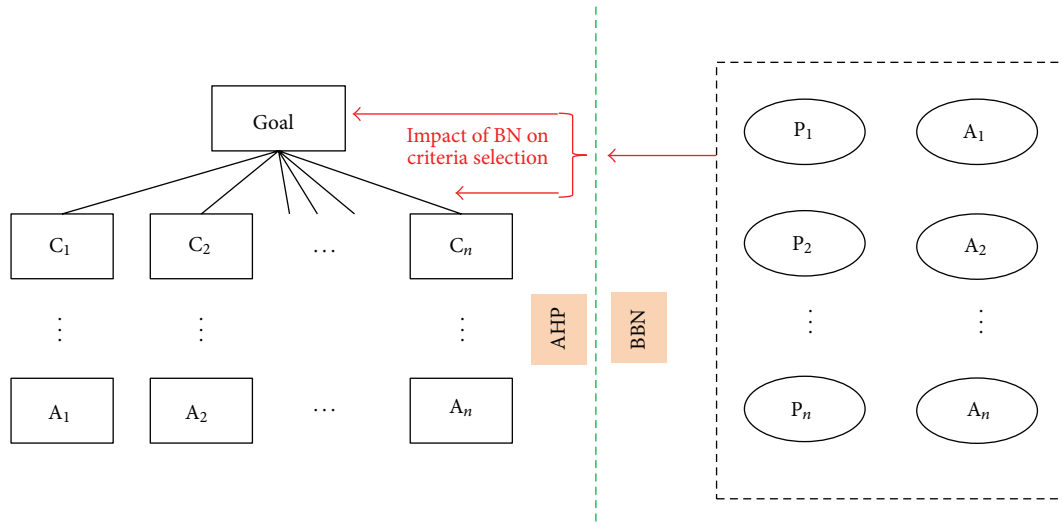 Goal
Impact of BN on
criteria selection
P₁
A₁
C₁
C₂
...
Cₙ
P₂
A₂
⋮
⋮
⋮
AHP
BBN
⋮
⋮
A₁
A₂
...
Aₙ
Pₙ
Aₙ